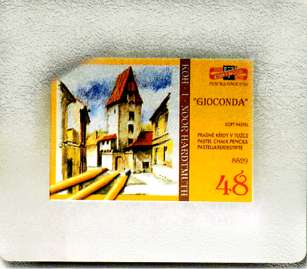 KOH-I-NOOR HARDTMUTH
"GIOCONDA"
SOFT PASTEL
PRAŠNÉ KŘÍDY V TUŽCE
PASTEL CHALK PENCILS
PASTELLKREIDESTIFTE
8829
48